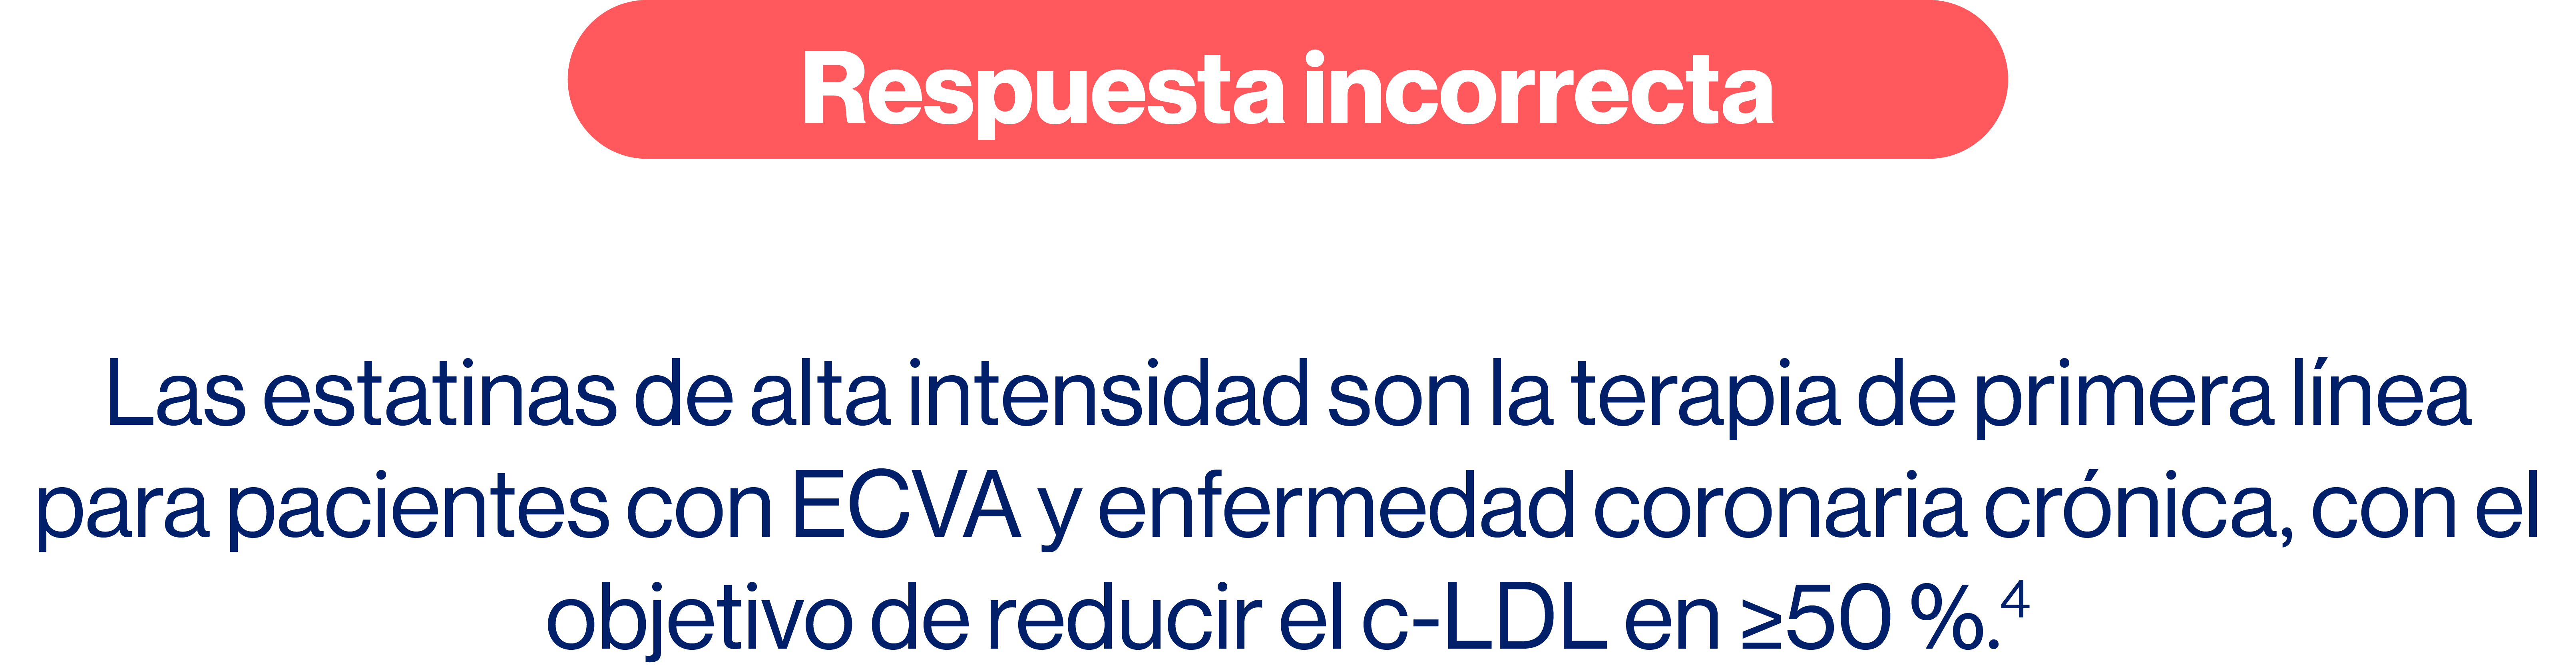 Respuesta incorrecta
Las estatinas de alta intensidad son la terapia de primera línea
para pacientes con ECVA y enfermedad coronaria crónica, con el
objetivo de reducir el c-LDL en ≥50 %.⁴